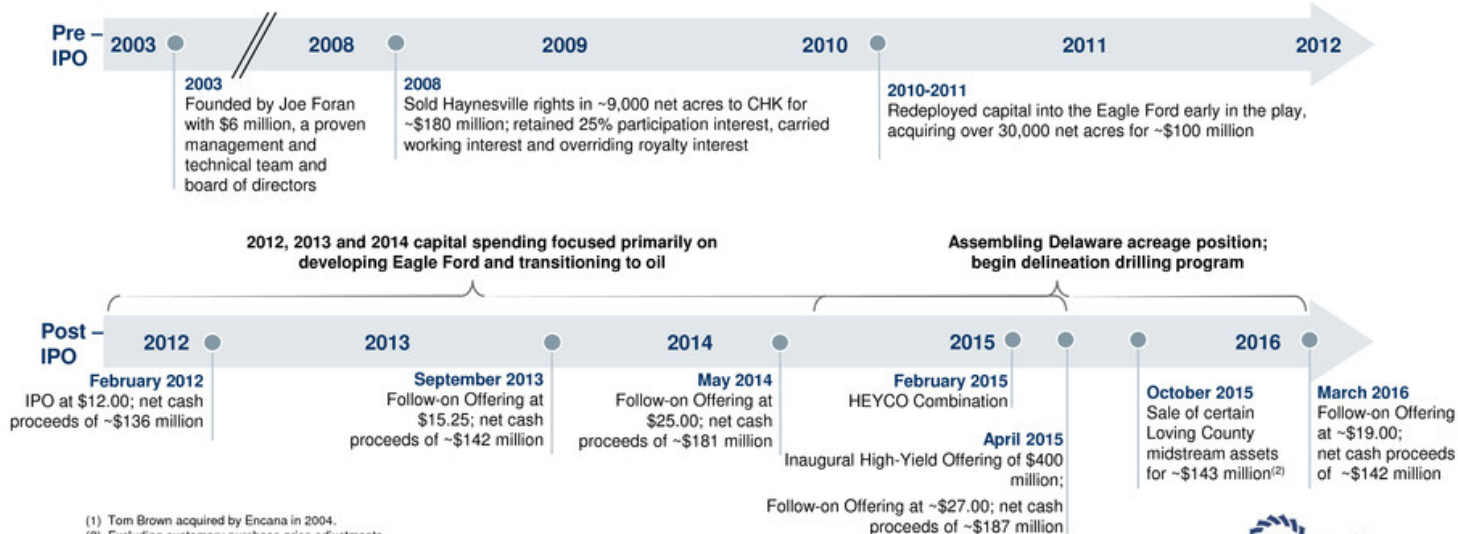 Pre –
IPO
2003
2008
2009
2010
2011
2012
2003
Founded by Joe Foran
with $6 million, a proven
management and
technical team and
board of directors
2008
Sold Haynesville rights in ~9,000 net acres to CHK for
~$180 million; retained 25% participation interest, carried
working interest and overriding royalty interest
2010-2011
Redeployed capital into the Eagle Ford early in the play,
acquiring over 30,000 net acres for ~$100 million
2012, 2013 and 2014 capital spending focused primarily on
developing Eagle Ford and transitioning to oil
Assembling Delaware acreage position;
begin delineation drilling program
Post –
IPO
2012
2013
2014
2015
2016
February 2012
IPO at $12.00; net cash
proceeds of ~$136 million
September 2013
Follow-on Offering at
$15.25; net cash
proceeds of ~$142 million
May 2014
Follow-on Offering at
$25.00; net cash
proceeds of ~$181 million
February 2015
HEYCO Combination
April 2015
Inaugural High-Yield Offering of $400
million;
Follow-on Offering at ~$27.00; net cash
proceeds of ~$187 million
October 2015
Sale of certain
Loving County
midstream assets
for ~$143 million(2)
March 2016
Follow-on Offering
at ~$19.00;
net cash proceeds
of ~$142 million
(1) Tom Brown acquired by Encana in 2004.
(2) Excluding customary purchase price adjustments